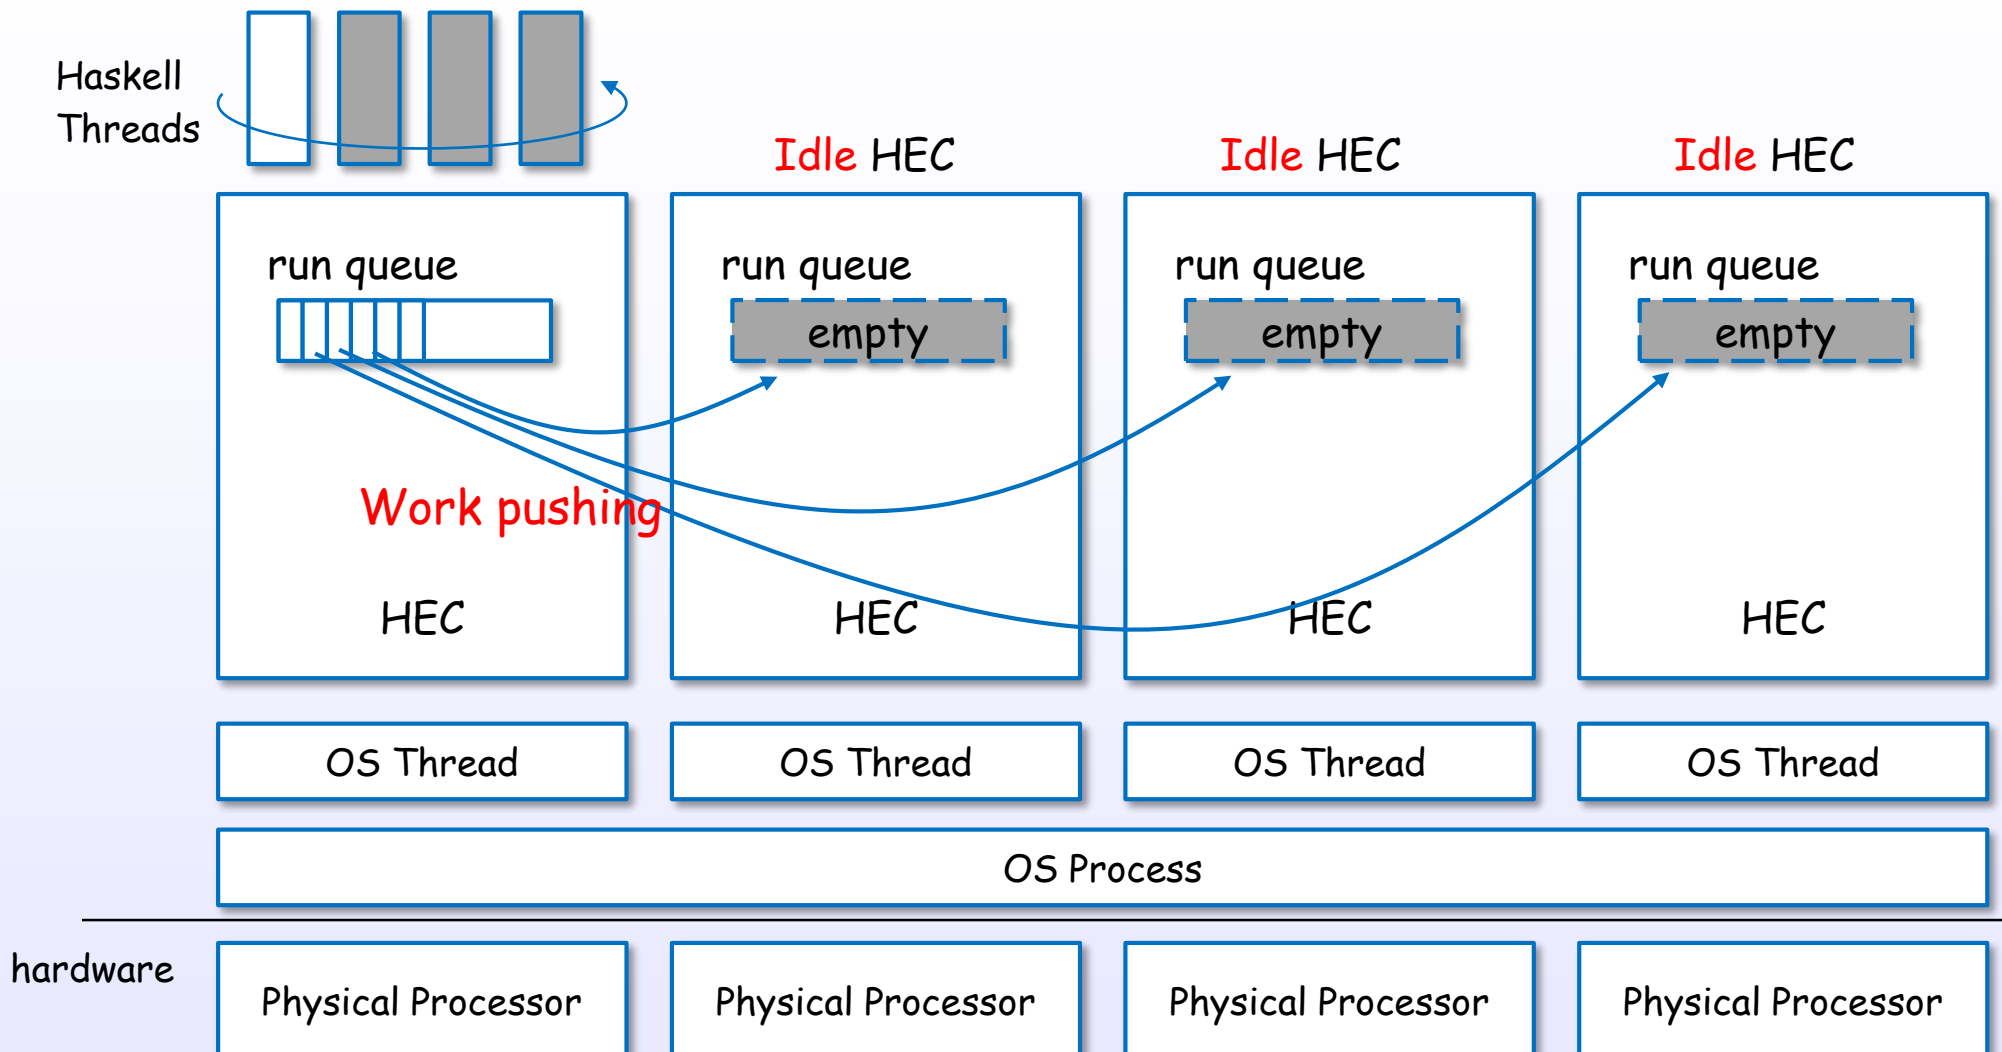 Haskell
Threads
Idle HEC
Idle HEC
Idle HEC
run queue
run queue
run queue
run queue
empty
empty
empty
Work pushing
HEC
HEC
HEC
HEC
OS Thread
OS Thread
OS Thread
OS Thread
OS Process
hardware
Physical Processor
Physical Processor
Physical Processor
Physical Processor